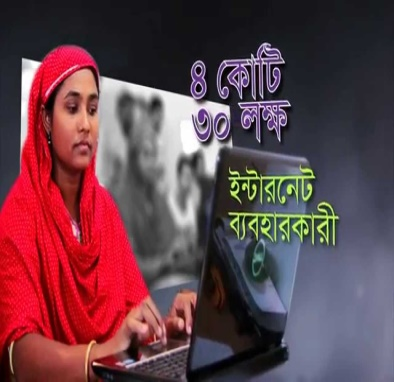 ৪ কোটি
৩০ লক্ষ
ইন্টারনেট
ব্যবহারকারী